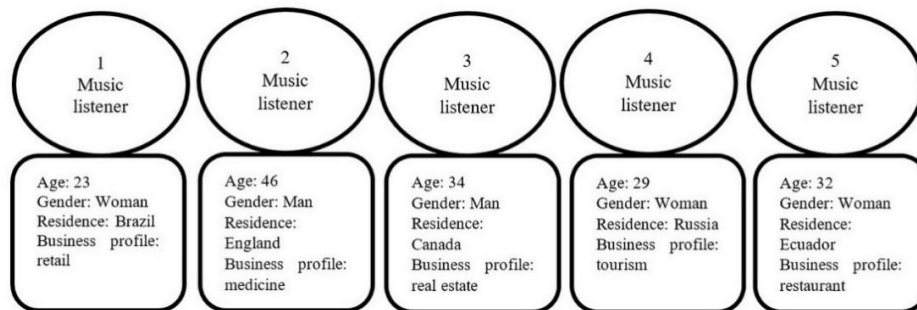 1
Music
listener
2
Music
listener
3
Music
listener
4
Music
listener
5
Music
listener
Age: 23
Gender: Woman
Residence: Brazil
Business profile:
retail
Age: 46
Gender: Man
Residence:
England
Business profile:
medicine
Age: 34
Gender: Man
Residence:
Canada
Business profile:
real estate
Age: 29
Gender: Woman
Residence: Russia
Business profile:
tourism
Age: 32
Gender: Woman
Residence:
Ecuador
Business profile:
restaurant